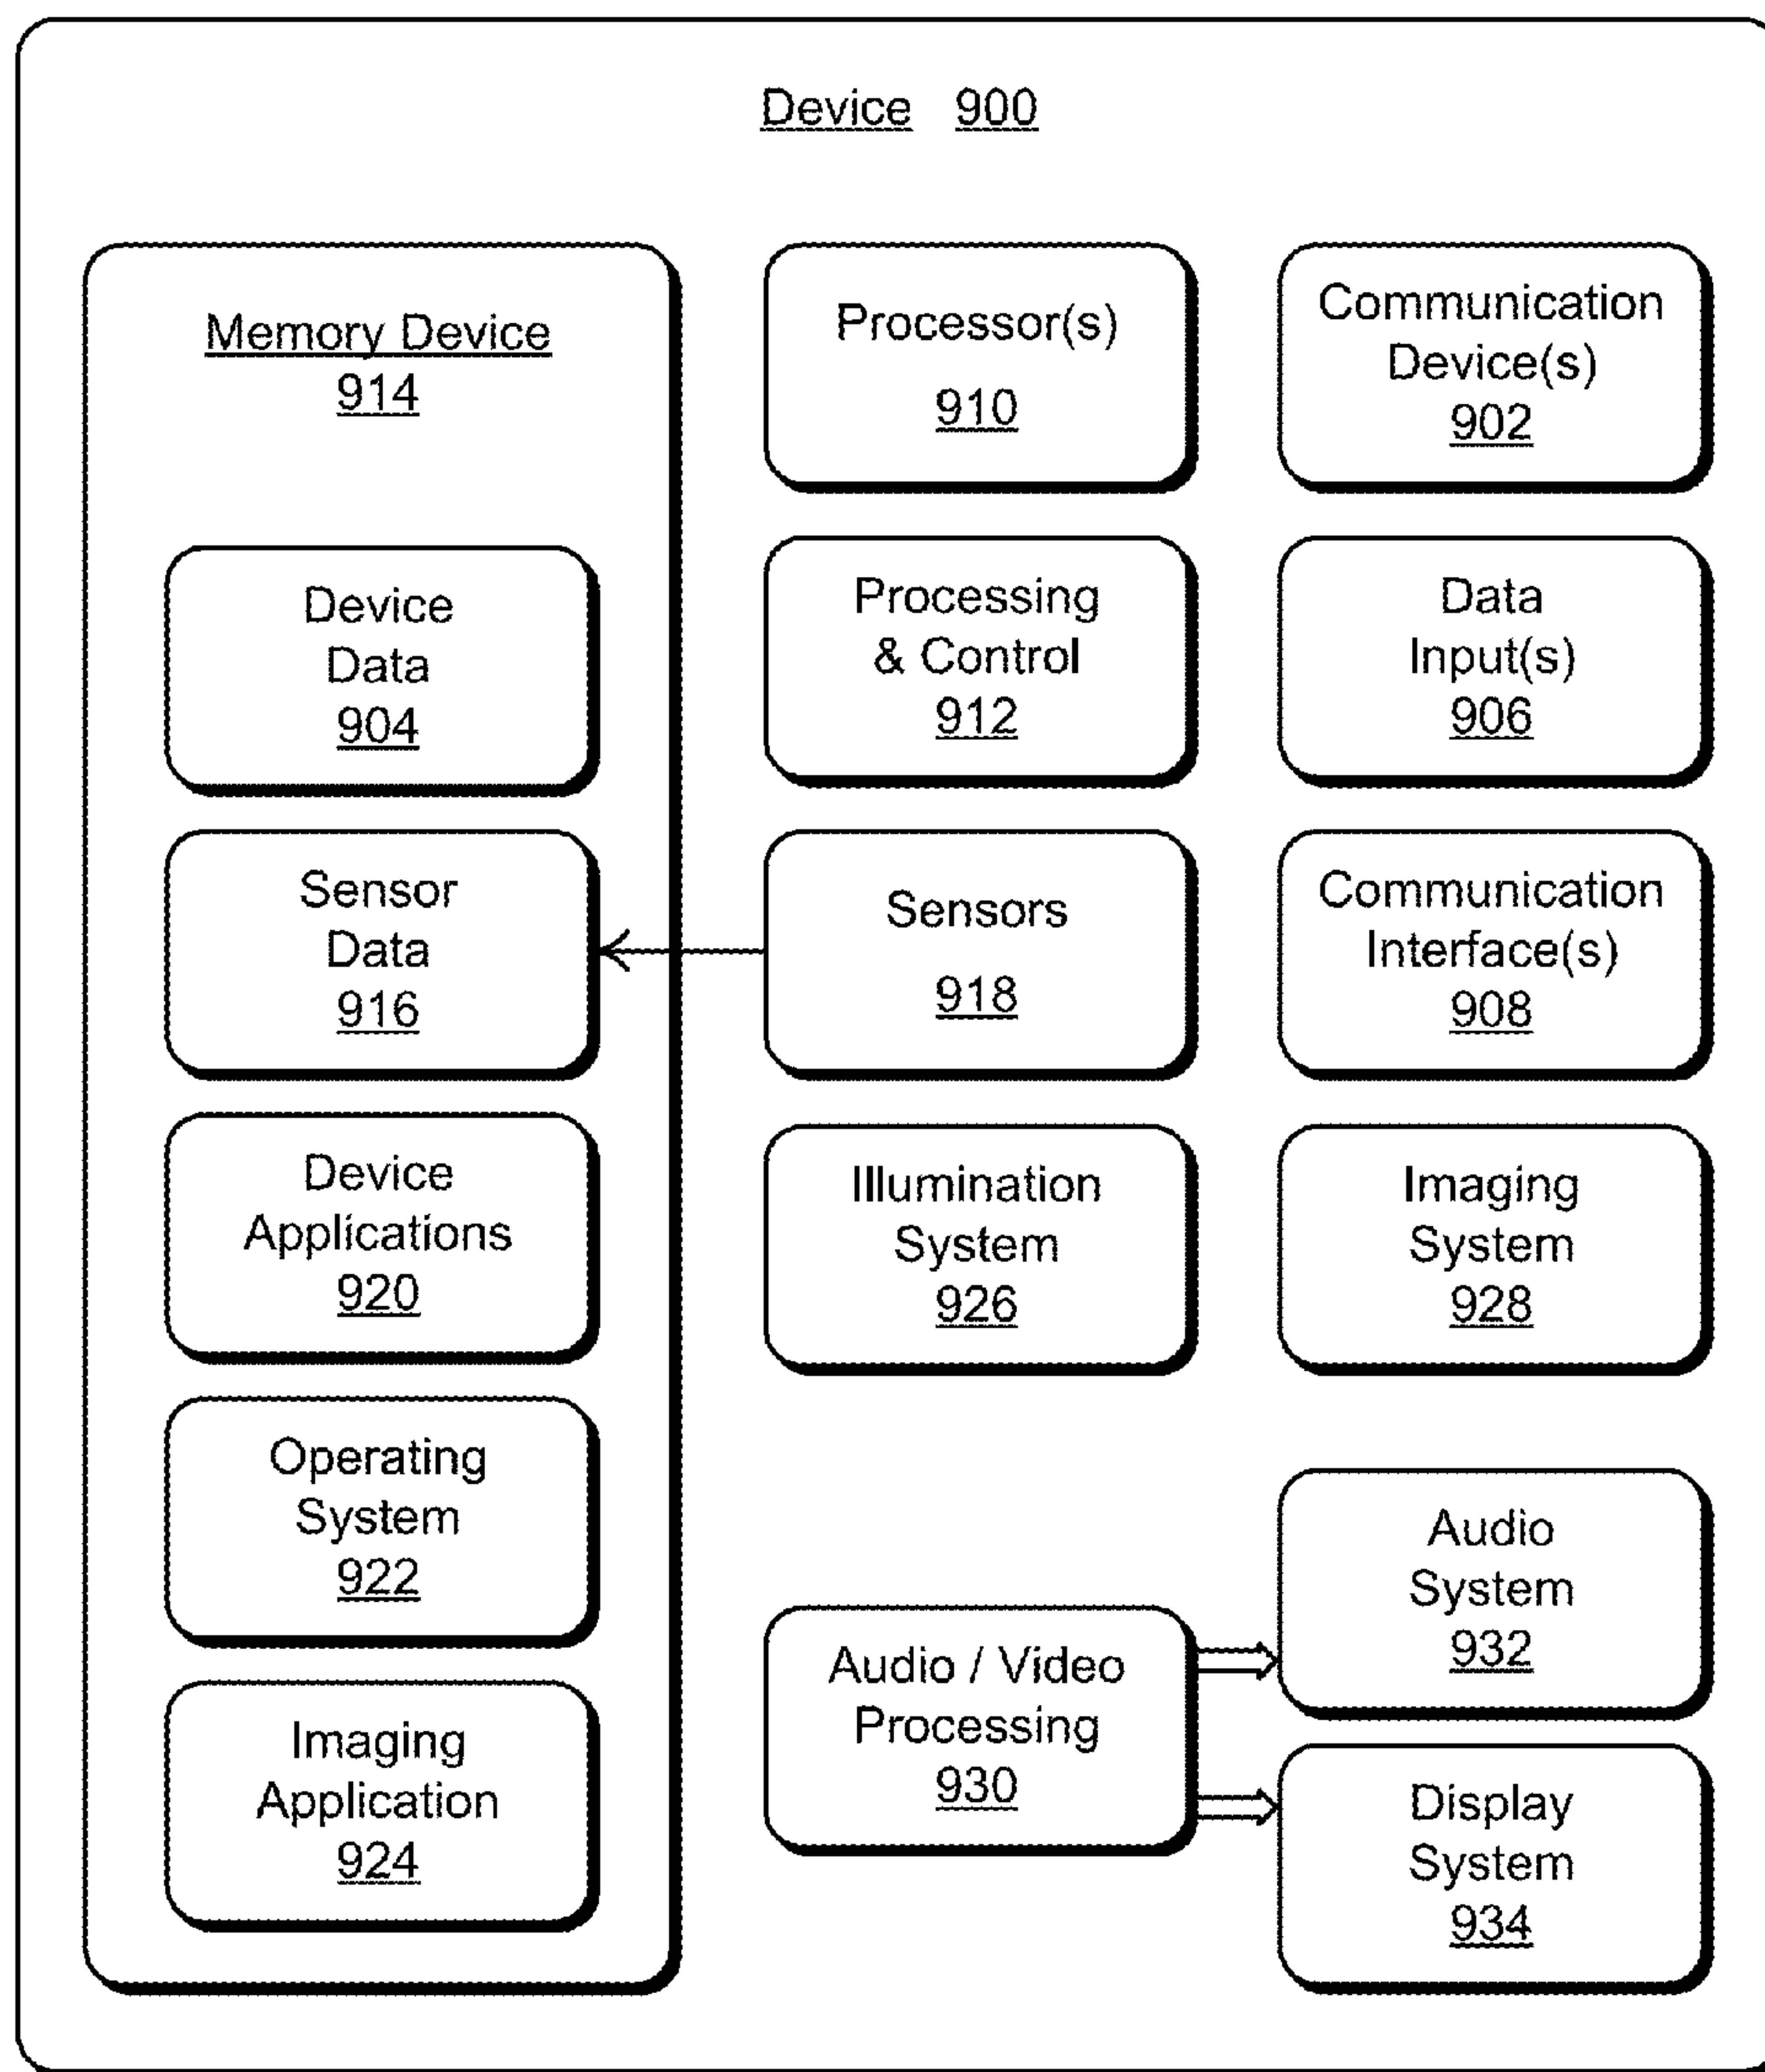 Device 900
Memory Device
914
Device
Data
904
Sensor
Data
916
Device
Applications
920
Operating
System
922
Imaging
Application
924
Processor(s)
910
Processing
& Control
912
Sensors
918
Illumination
System
926
Audio / Video
Processing
930
Communication
Device(s)
902
Data
Input(s)
906
Communication
Interface(s)
908
Imaging
System
928
Audio
System
932
Display
System
934